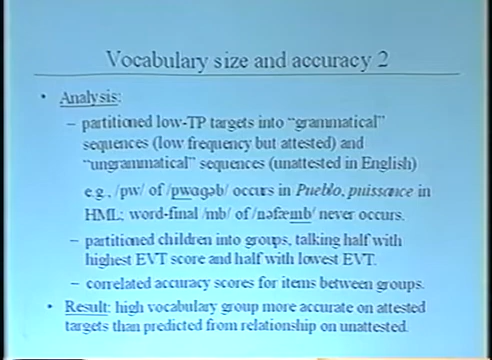 Vocabulary size and accuracy 2
• Analysis:
– partitioned low-TP targets into "grammatical"
sequences (low frequency but attested) and
"ungrammatical" sequences (unattested in English)
e.g., /pw/ of /pwagəb/ occurs in Pueblo, puissance in
HML; word-final /mb/ of /nəfæmb/ never occurs.
– partitioned children into groups, talking half with
highest EVT score and half with lowest EVT.
– correlated accuracy scores for items between groups.
• Result: high vocabulary group more accurate on attested
targets than predicted from relationship on unattested.